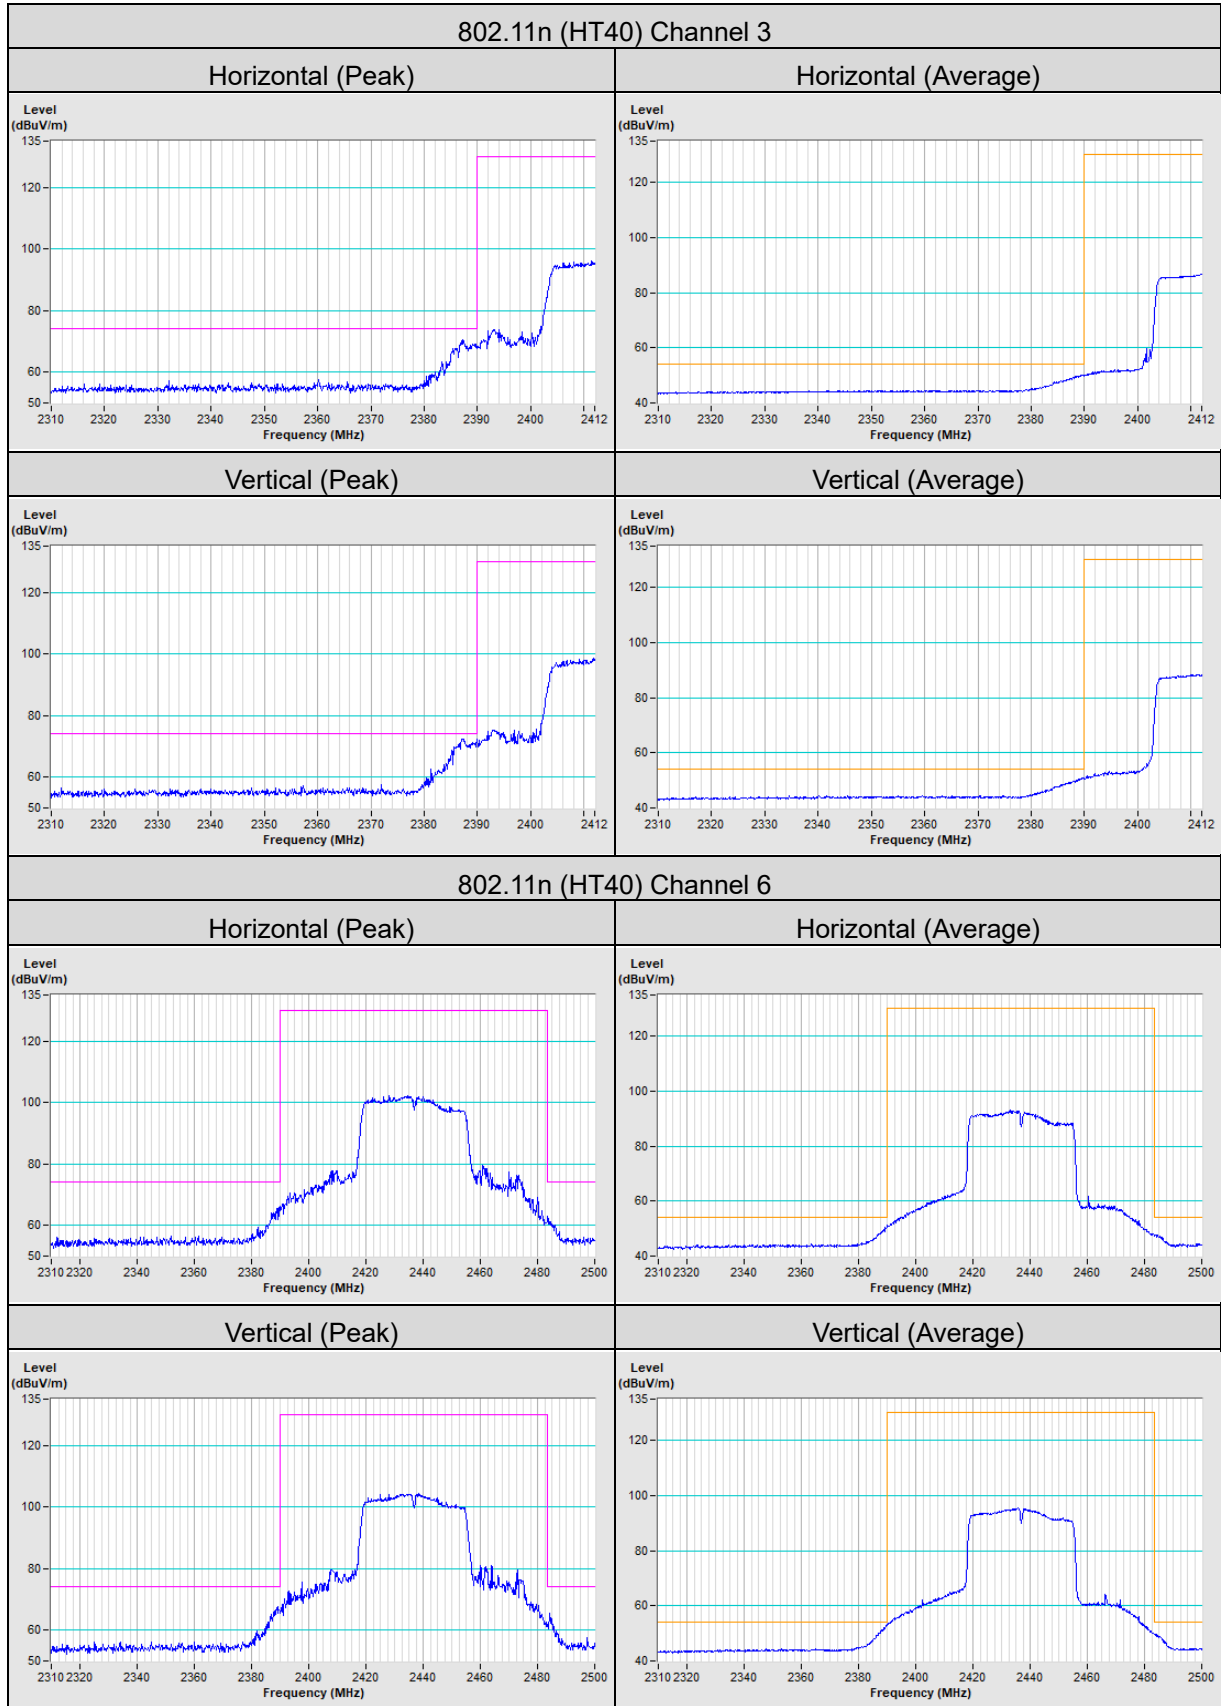 802.11n (HT40) Channel 3
Horizontal (Peak)
Horizontal (Average)
Level
(dBuV/m)
135
120
100
80
60
50
2310 2320 2330 2340 2350 2360 2370 2380 2390 2400 2412
Frequency (MHz)
Level
(dBuV/m)
135
120
100
80
60
40
2310 2320 2330 2340 2350 2360 2370 2380 2390 2400 2412
Frequency (MHz)
Vertical (Peak)
Vertical (Average)
Level
(dBuV/m)
135
120
100
80
60
50
2310 2320 2330 2340 2350 2360 2370 2380 2390 2400 2412
Frequency (MHz)
Level
(dBuV/m)
135
120
100
80
60
40
2310 2320 2330 2340 2350 2360 2370 2380 2390 2400 2412
Frequency (MHz)
802.11n (HT40) Channel 6
Horizontal (Peak)
Horizontal (Average)
Level
(dBuV/m)
135
120
100
80
60
50
2310 2320 2340 2360 2380 2400 2420 2440 2460 2480 2500
Frequency (MHz)
Level
(dBuV/m)
135
120
100
80
60
40
2310 2320 2340 2360 2380 2400 2420 2440 2460 2480 2500
Frequency (MHz)
Vertical (Peak)
Vertical (Average)
Level
(dBuV/m)
135
120
100
80
60
50
2310 2320 2340 2360 2380 2400 2420 2440 2460 2480 2500
Frequency (MHz)
Level
(dBuV/m)
135
120
100
80
60
40
2310 2320 2340 2360 2380 2400 2420 2440 2460 2480 2500
Frequency (MHz)